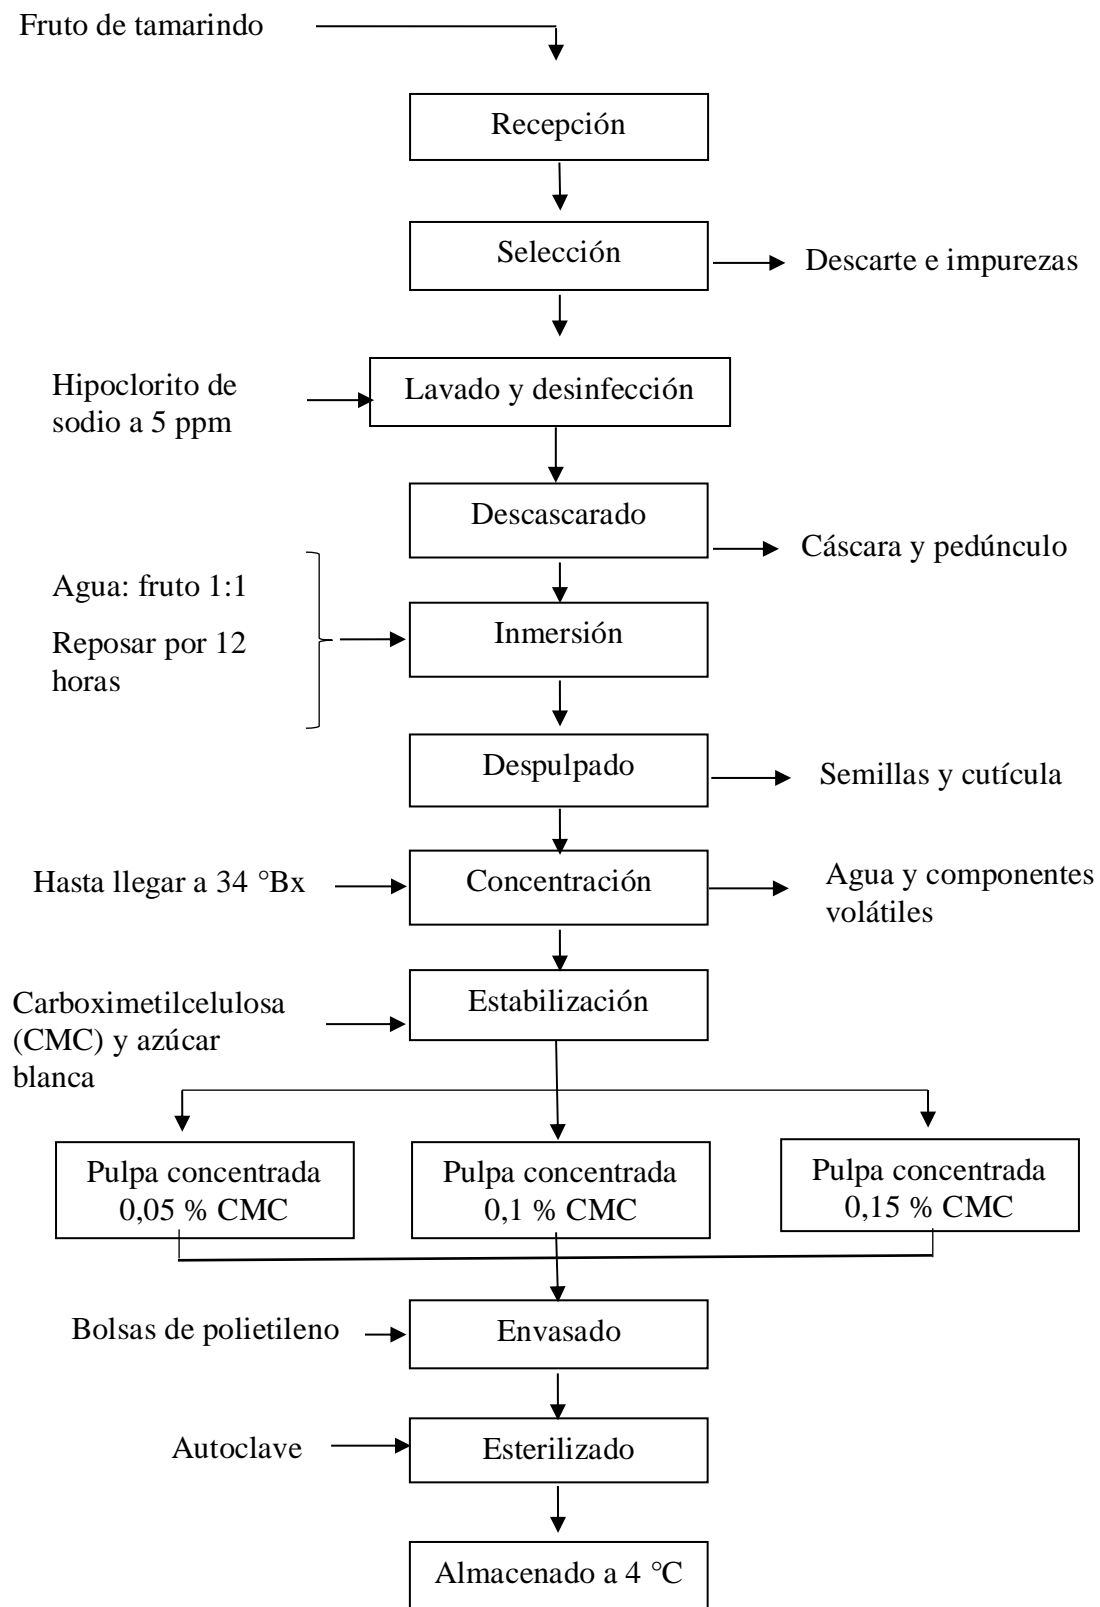 Fruto de tamarindo
Recepción
Selección
Descarte e impurezas
Hipoclorito de
sodio a 5 ppm
Lavado y desinfección
Descascarado
Cáscara y pedúnculo
Agua: fruto 1:1
Reposar por 12
horas
Inmersión
Despulpado
Semillas y cutícula
Hasta llegar a 34 °Bx
Concentración
Agua y componentes
volátiles
Estabilización
Carboximetilcelulosa
(CMC) y azúcar
blanca
Pulpa concentrada
0,05 % CMC
Pulpa concentrada
0,1 % CMC
Pulpa concentrada
0,15 % CMC
Bolsas de polietileno
Envasado
Autoclave
Esterilizado
Almacenado a 4 °C